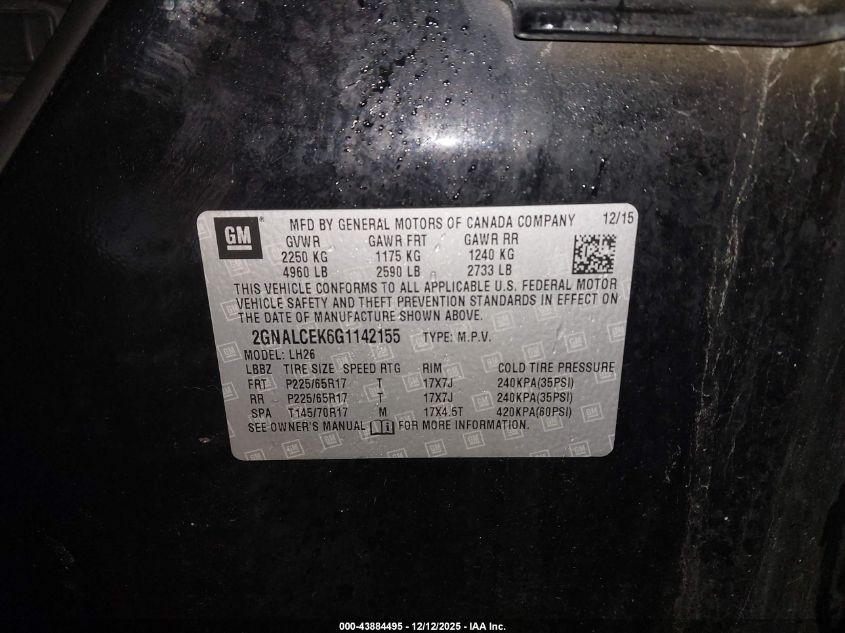 GM® MFD BY GENERAL MOTORS OF CANADA COMPANY 12/15
GVWR GAWR FRT GAWR RR
2250 KG 1175 KG 1240 KG
4960 LB 2590 LB 2733 LB
THIS VEHICLE CONFORMS TO ALL APPLICABLE U.S. FEDERAL MOTOR
VEHICLE SAFETY AND THEFT PREVENTION STANDARDS IN EFFECT ON
THE DATE OF MANUFACTURE SHOWN ABOVE.
2GNALCEK6G1142155 TYPE: M.P.V.
MODEL: LH26
LBBZ TIRE SIZE SPEED RTG RIM COLD TIRE PRESSURE
FRT P225/65R17 T 17X7J 240KPA(35PSI)
RR P225/65R17 T 17X7J 240KPA(35PSI)
SPA T145/70R17 M 17X4.5T 420KPA(60PSI)
SEE OWNER'S MANUAL FOR MORE INFORMATION.
000-43884495 - 12/12/2025 - IAA Inc.